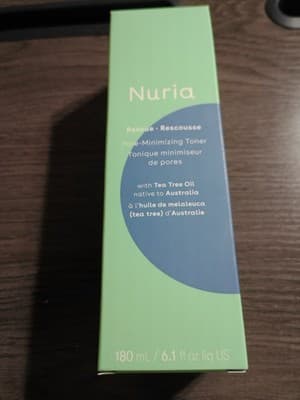 Nuria
Rescue • Rescousse
Pore-Minimizing Toner
Tonique minimiseur
de pores
with Tea Tree Oil
native to Australia
à l'huile de melaleuca
(tea tree) d'Australie
180 mL / 6.1 fl oz liq US